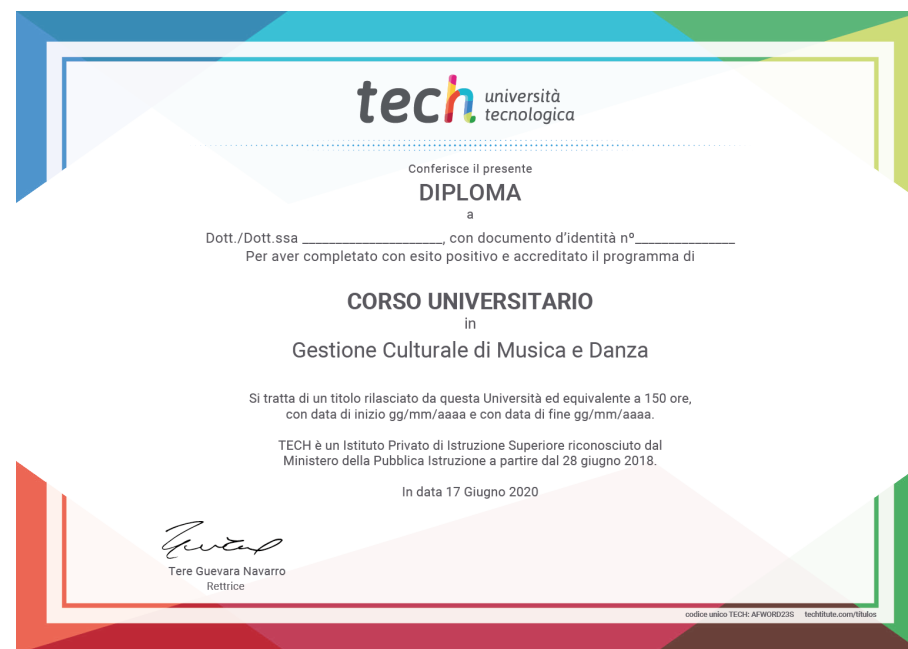 tech università
tecnologica
Conferisce il presente
DIPLOMA
a
Dott./Dott.ssa _____________________, con documento d'identità nº_______________
Per aver completato con esito positivo e accreditato il programma di
CORSO UNIVERSITARIO
in
Gestione Culturale di Musica e Danza
Si tratta di un titolo rilasciato da questa Università ed equivalente a 150 ore,
con data di inizio gg/mm/aaaa e con data di fine gg/mm/aaaa.
TECH è un Istituto Privato di Istruzione Superiore riconosciuto dal
Ministero della Pubblica Istruzione a partire dal 28 giugno 2018.
In data 17 Giugno 2020
Tere Guevara Navarro
Rettrice
codice unico TECH: AFWORD23S techtitute.com/titulos